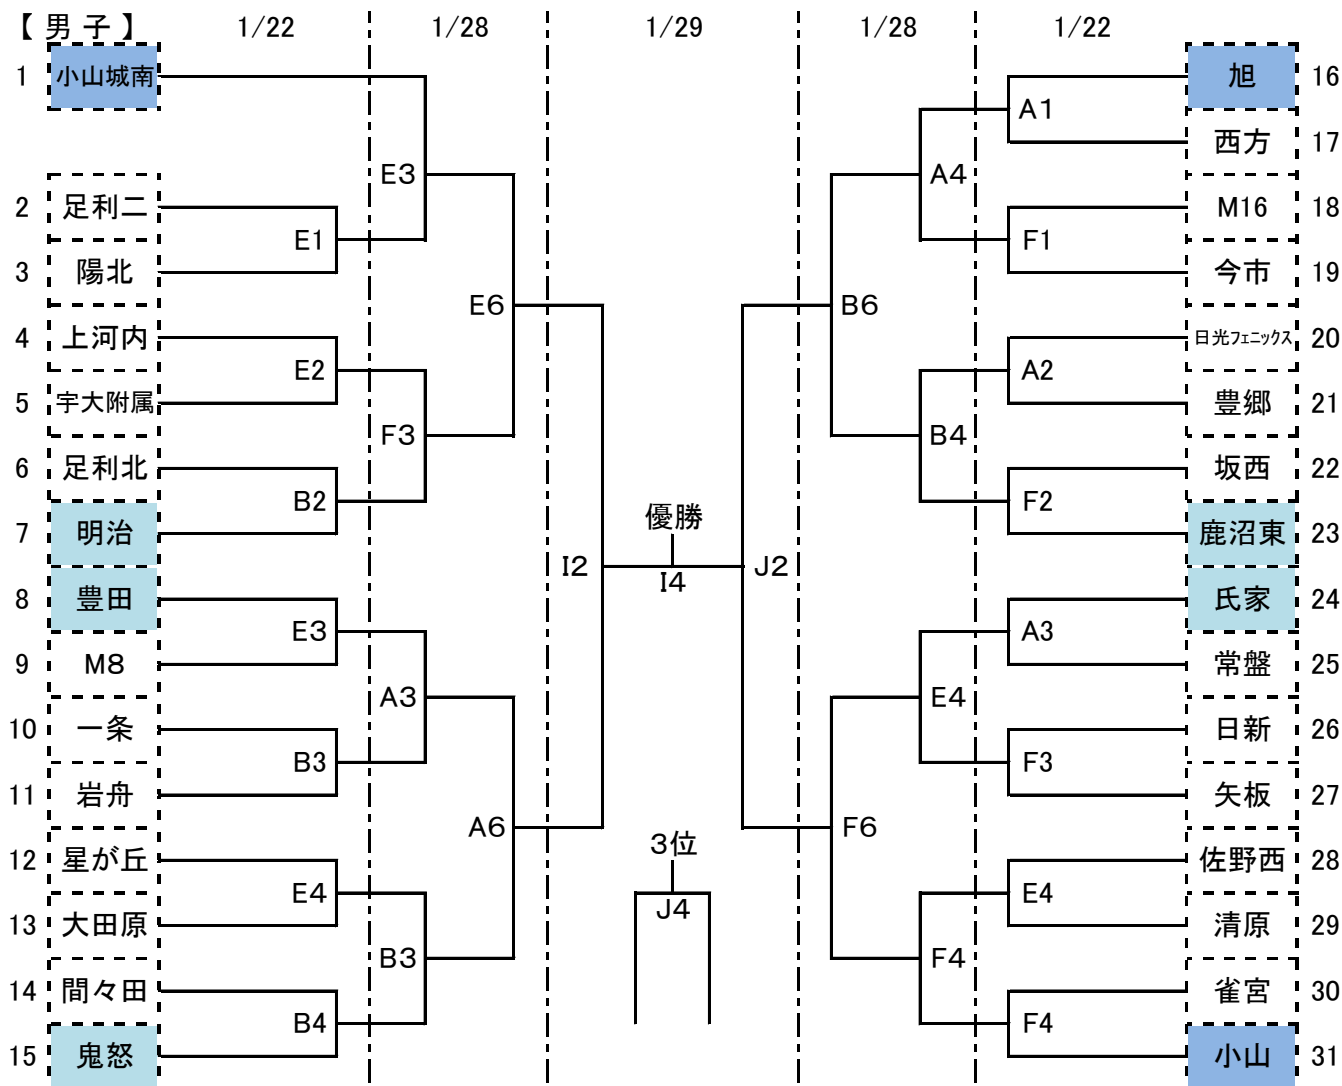 【 男 子 】 1/22 1/28 1/29 1/28 1/22
1 小山城南 旭 16
A1
西方 17
E3 A4
2 足利二 M16 18
E1 F1
3 陽北 今市 19
E6 B6
4 上河内 日光フェニックス 20
E2 A2
5 宇大附属 豊郷 21
F3 B4
6 足利北 坂西 22
B2 F2
優勝
7 明治 鹿沼東 23
I2 J2
I4
8 豊田 氏家 24
E3 A3
9 M8 常盤 25
A3 E4
10 一条 日新 26
B3 F3
11 岩舟 矢板 27
A6 F6
3位
12 星が丘 佐野西 28
E4 E4
J4
13 大田原 清原 29
B3 F4
14 間々田 雀宮 30
B4 F4
15 鬼怒 小山 31